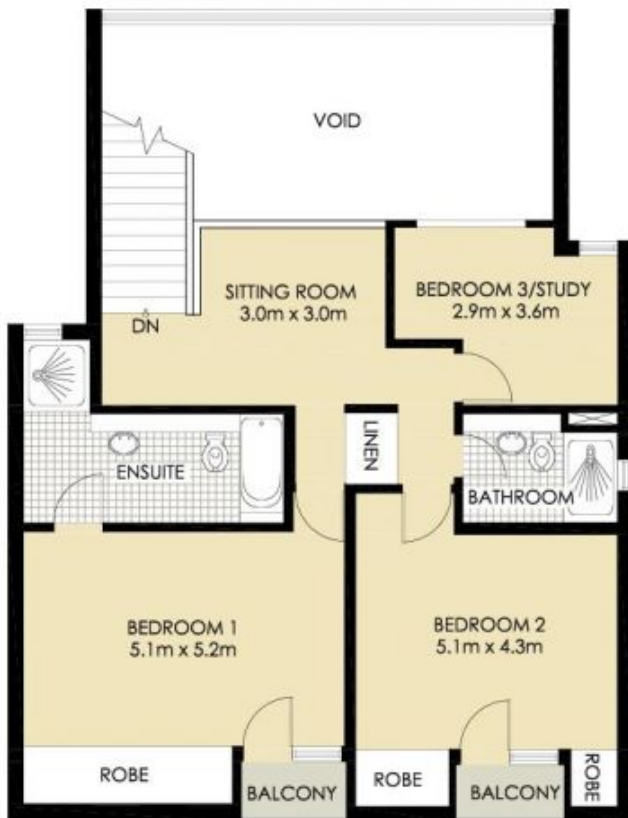 VOID
SITTING ROOM
3.0m x 3.0m
BEDROOM 3/STUDY
2.9m x 3.6m
DN
LINEN
ENSUITE
BATHROOM
BEDROOM 1
5.1m x 5.2m
BEDROOM 2
5.1m x 4.3m
ROBE
BALCONY
ROBE
BALCONY
ROBE